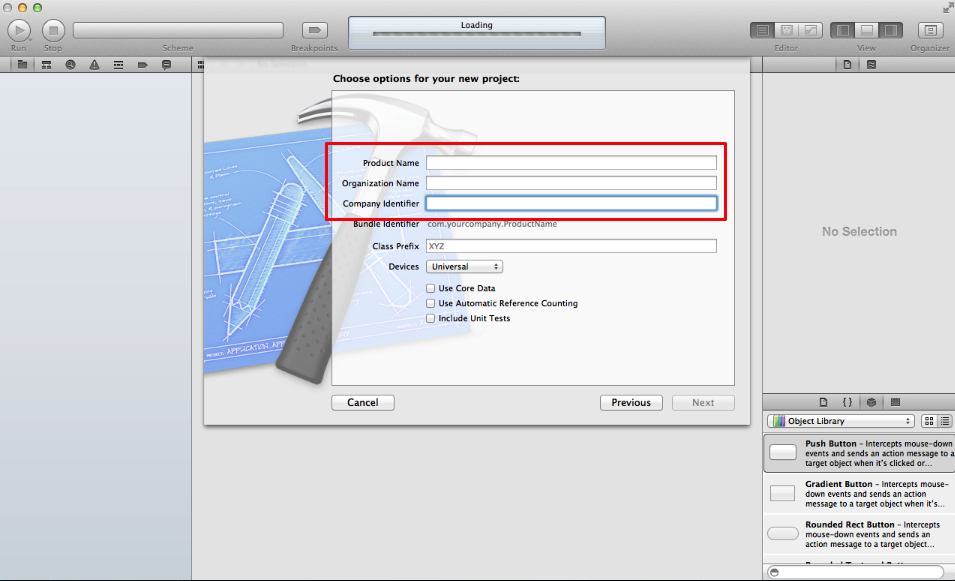 Loading
Run
Stop
Scheme
Breakpoints
Editor
View
Organizer
Choose options for your new project:
Product Name
Organization Name
Company Identifier
Bundle Identifier com.yourcompany.ProductName
Class Prefix XYZ
Devices Universal
Use Core Data
Use Automatic Reference Counting
Include Unit Tests
Cancel
Previous
Next
No Selection
{ }
Object Library
Push Button – Intercepts mouse-down
events and sends an action message to a
target object when it's clicked or...
Gradient Button – Intercepts mouse-
down events and sends an action
message to a target object when it's...
Rounded Rect Button – Intercepts
mouse-down events and sends an
action message to a target object...